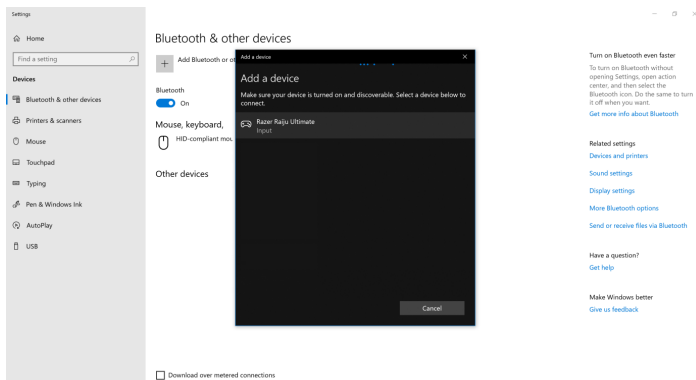 Settings
Home
Find a setting
Devices
Bluetooth & other devices
Printers & scanners
Mouse
Touchpad
Typing
Pen & Windows Ink
AutoPlay
USB
Bluetooth & other devices
Add Bluetooth or ot
Bluetooth
On
Mouse, keyboard,
HID-compliant mou
Other devices
Download over metered connections
Add a device
Add a device
Make sure your device is turned on and discoverable. Select a device below to
connect.
Razer Raiju Ultimate
Input
Cancel
Turn on Bluetooth even faster
To turn on Bluetooth without
opening Settings, open action
center, and then select the
Bluetooth icon. Do the same to turn
it off when you want.
Get more info about Bluetooth
Related settings
Devices and printers
Sound settings
Display settings
More Bluetooth options
Send or receive files via Bluetooth
Have a question?
Get help
Make Windows better
Give us feedback